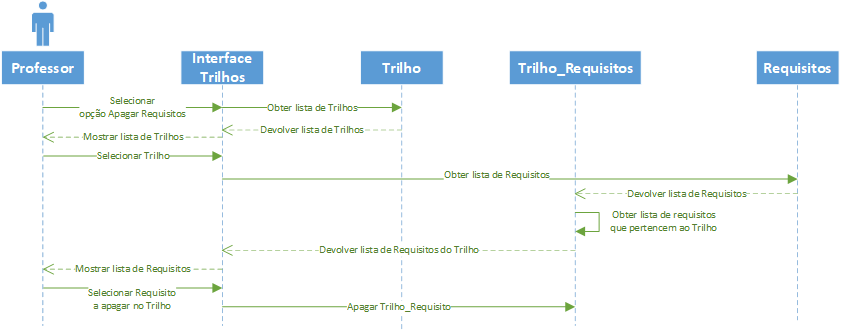 Professor
Interface
Trilhos
Trilho
Trilho_Requisitos
Requisitos
Selecionar
opção Apagar Requisitos
Obter lista de Trilhos
Devolver lista de Trilhos
Mostrar lista de Trilhos
Selecionar Trilho
Obter lista de Requisitos
Devolver lista de Requisitos
Obter lista de requisitos
que pertencem ao Trilho
Devolver lista de Requisitos do Trilho
Mostrar lista de Requisitos
Selecionar Requisito
a apagar no Trilho
Apagar Trilho_Requisito